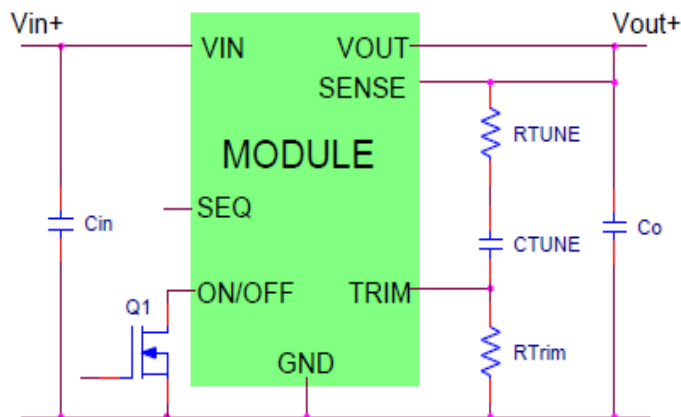 Vin+
Vout+
VIN
VOUT
SENSE
RTUNE
MODULE
SEQ
Cin
CTUNE
Co
Q1
ON/OFF
TRIM
GND
RTrim